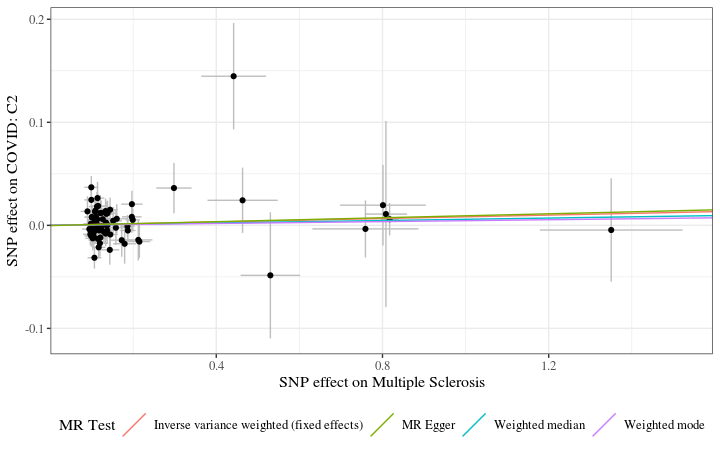 0.2
0.1
0.0
-0.1
SNP effect on COVID: C2
0.4
0.8
1.2
SNP effect on Multiple Sclerosis
MR Test
Inverse variance weighted (fixed effects)
MR Egger
Weighted median
Weighted mode